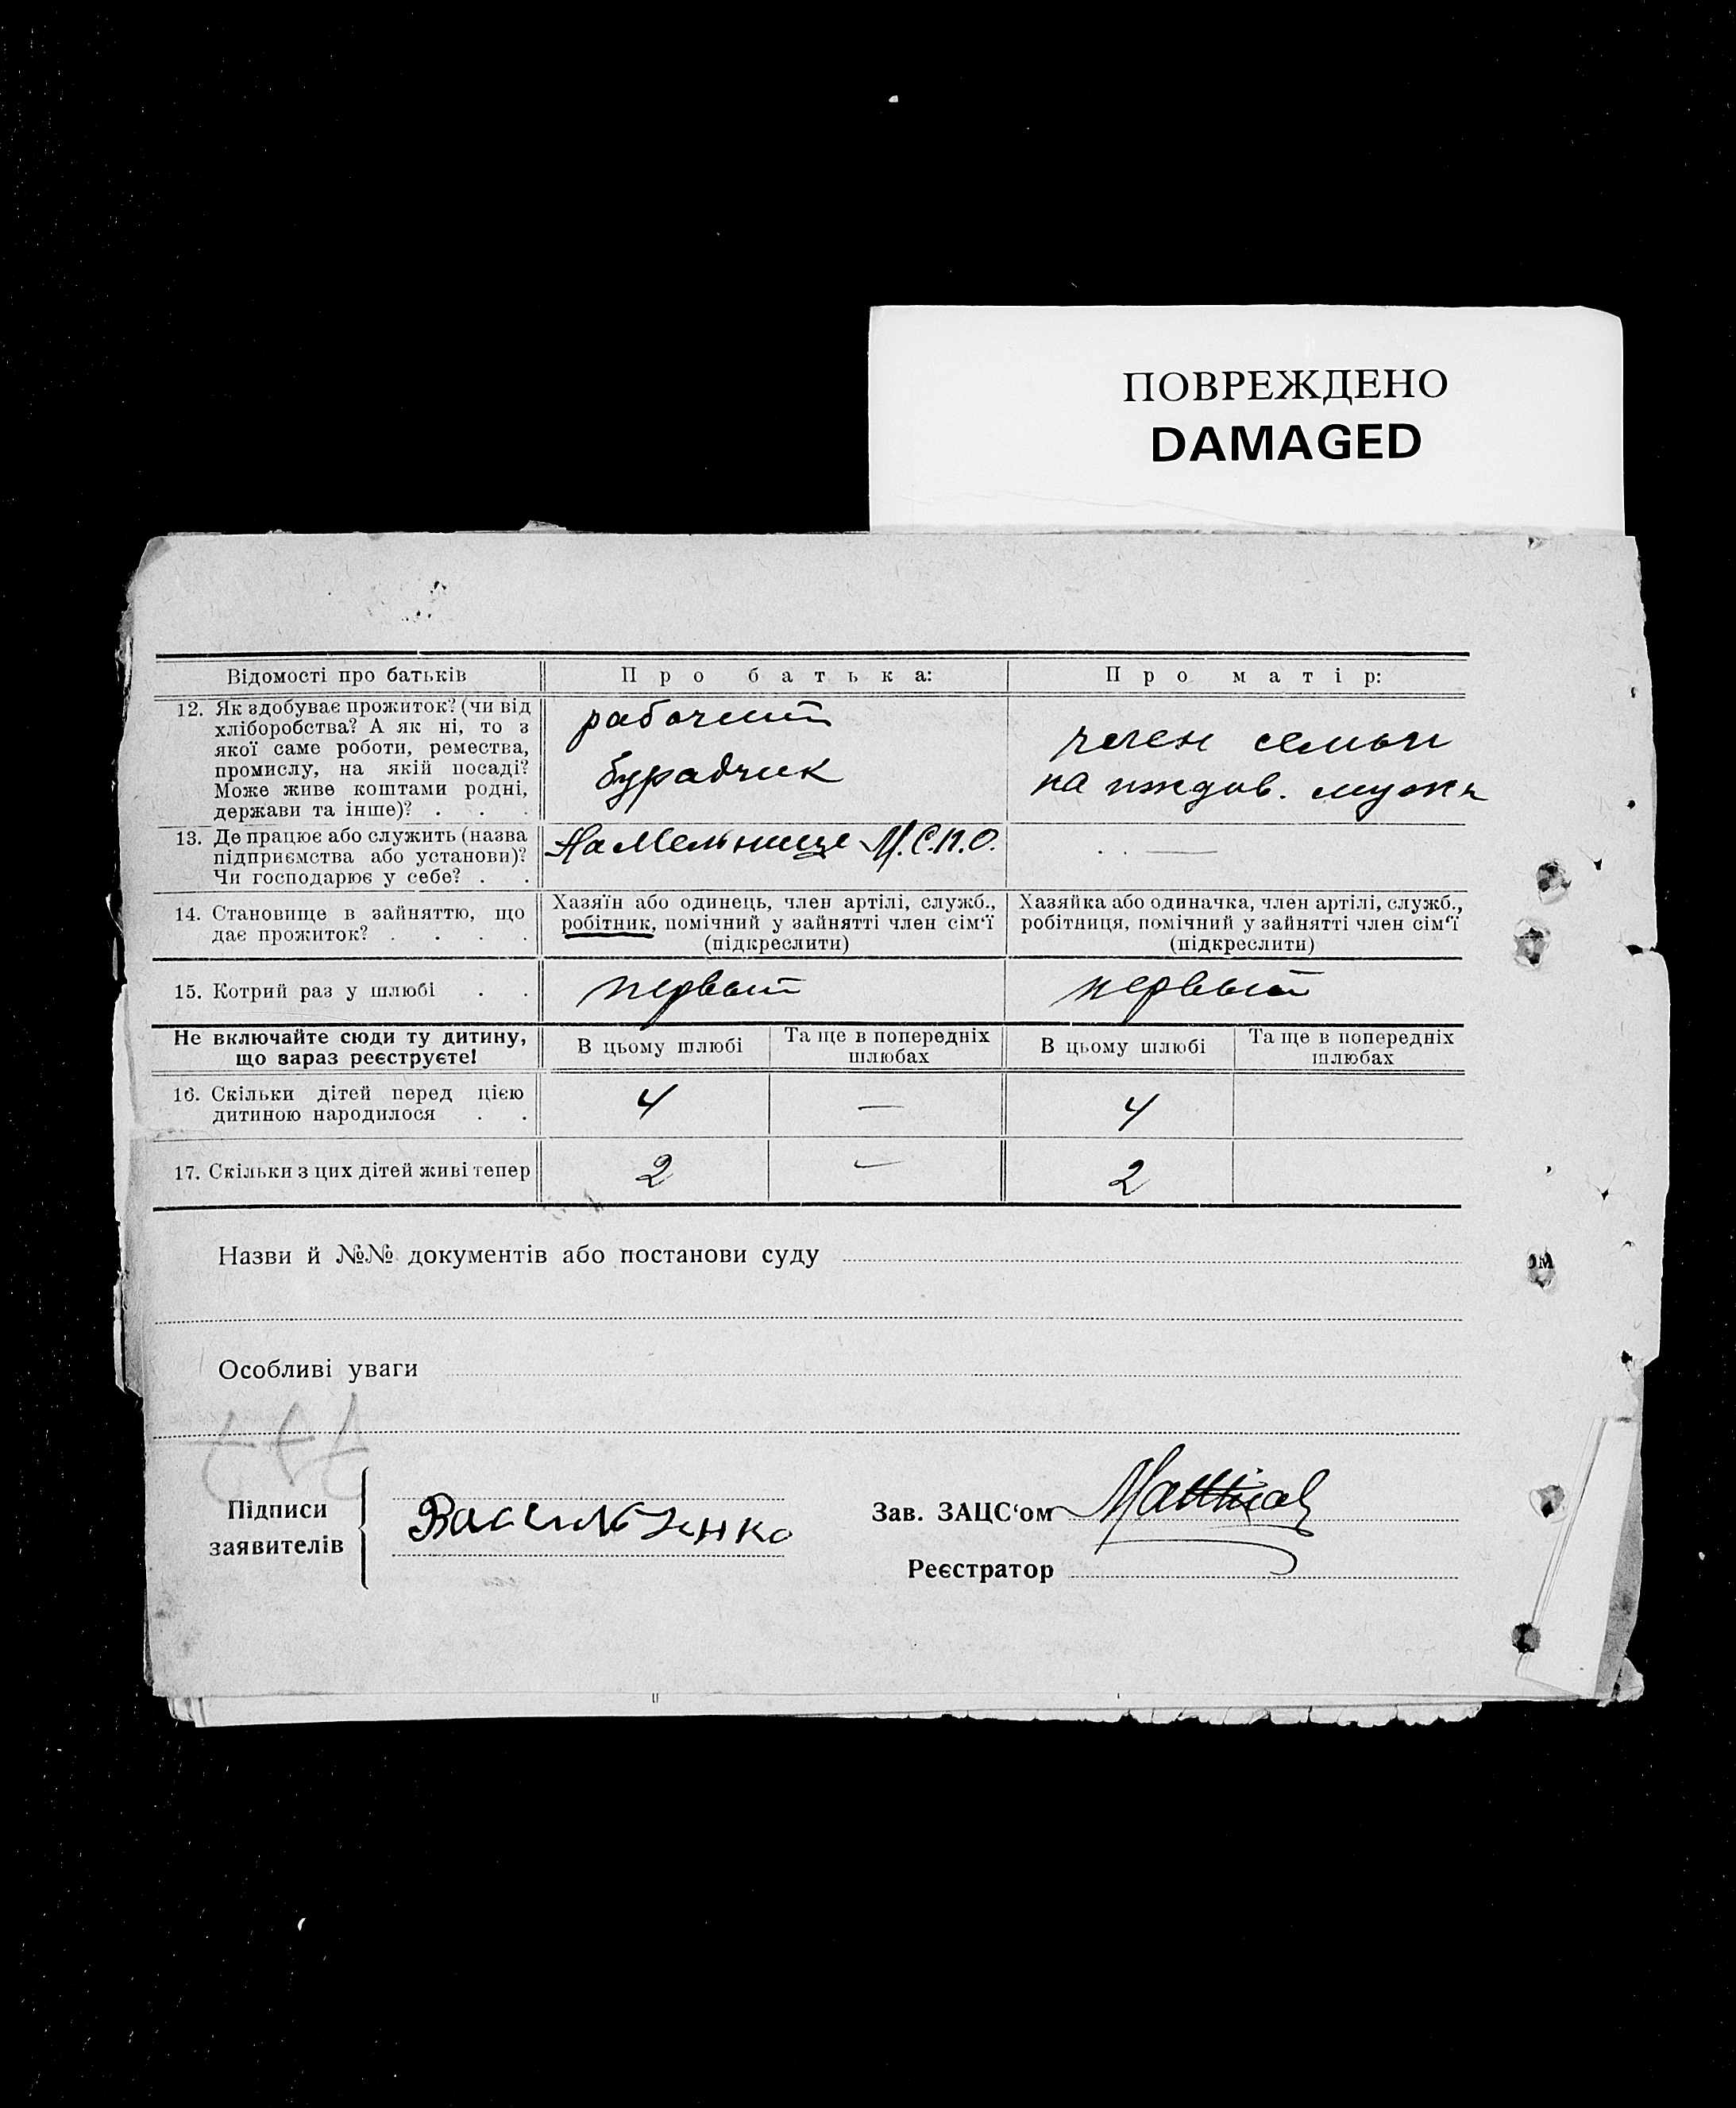 ПОВРЕЖДЕНО
DAMAGED
Відомості про батьків
Про батька:
Про матір:
12. Як здобуває прожиток? (чи від
хліборобства? А як ні, то з
якої саме роботи, ремества,
промислу, на якій посаді?
Може живе коштами родні,
держави та інше)? . . .
рабочий
бурадчик
член семьи
на иждив. мужа
13. Де працює або служить (назва
підприємства або установи)?
Чи господарює у себе? . .
На мельнице М.С.П.О.
—
14. Становище в зайняттю, що
дає прожиток? . . . .
Хазяїн або одинець, член артілі, служб.,
робітник, помічний у зайнятті член сім‘ї
(підкреслити)
Хазяйка або одиначка, член артілі, служб.,
робітниця, помічний у зайнятті член сім‘ї
(підкреслити)
15. Котрий раз у шлюбі . .
первый
первый
Не включайте сюди ту дитину,
що зараз реєструєте!
В цьому шлюбі
Та ще в попередніх
шлюбах
В цьому шлюбі
Та ще в попередніх
шлюбах
16. Скільки дітей перед цією
дитиною народилося . .
4
—
4
17. Скільки з цих дітей живі тепер
2
—
2
Назви й №№ документів або постанови суду
ом
Особливі уваги
Підписи
заявителів
Васильченко
Зав. ЗАЦС‘ом
Реєстратор